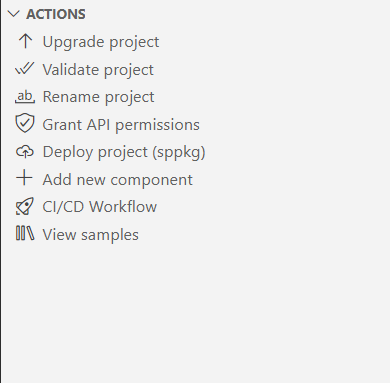 ACTIONS
Upgrade project
Validate project
ab Rename project
Grant API permissions
Deploy project (sppkg)
Add new component
CI/CD Workflow
View samples